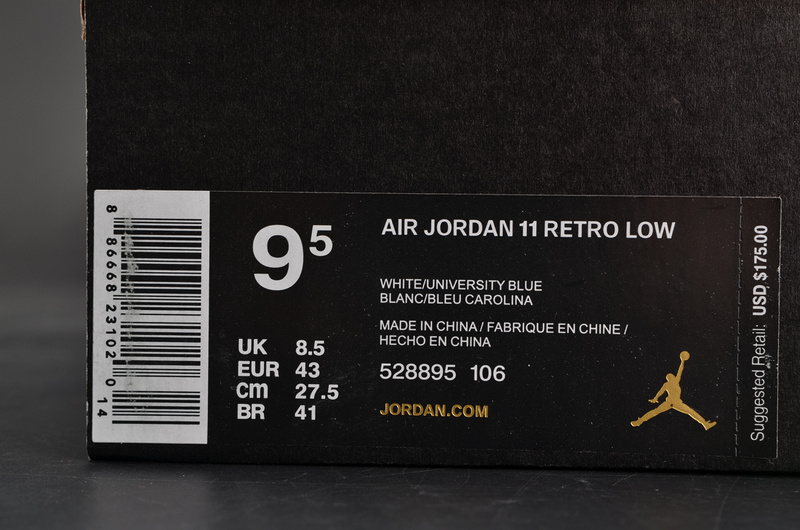 8 86668 23102 0 14
9⁵
UK 8.5
EUR 43
cm 27.5
BR 41
AIR JORDAN 11 RETRO LOW
WHITE/UNIVERSITY BLUE
BLANC/BLEU CAROLINA
MADE IN CHINA / FABRIQUE EN CHINE /
HECHO EN CHINA
528895 106
JORDAN.COM
Suggested Retail: USD $175.00